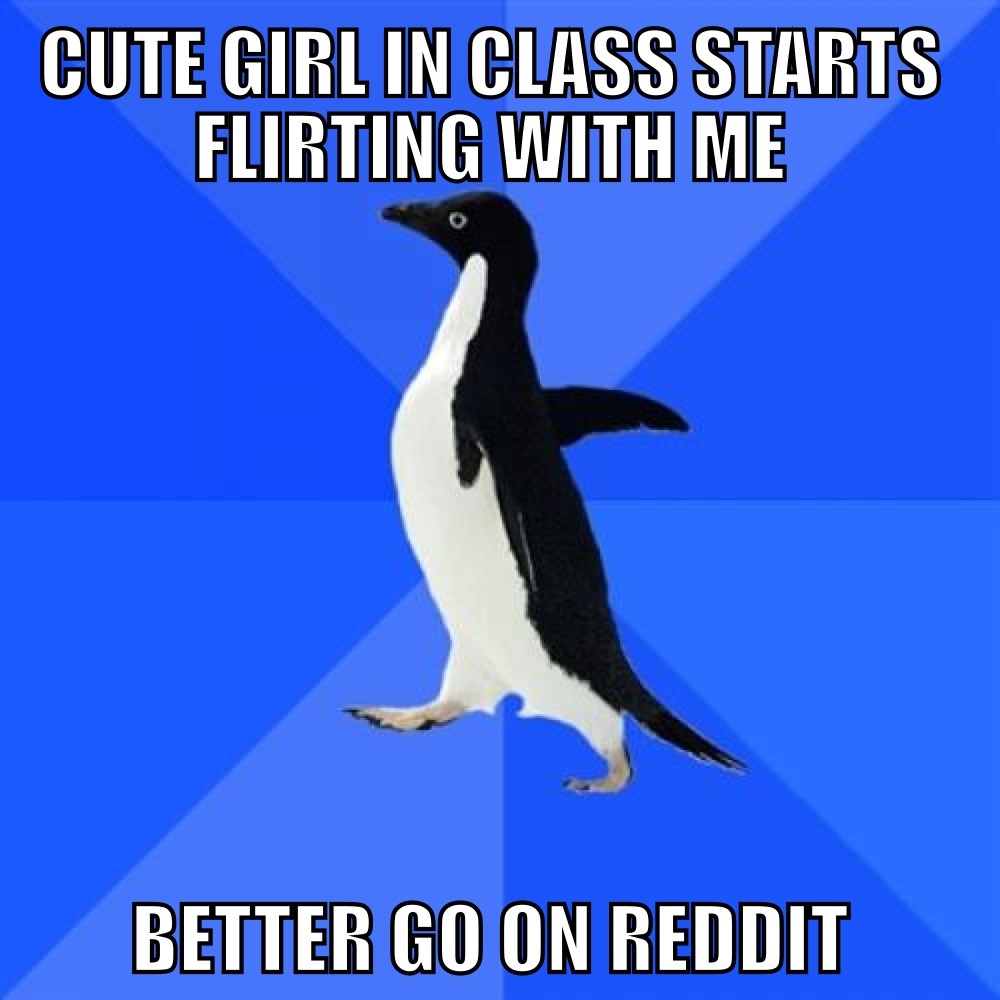 CUTE GIRL IN CLASS STARTS
FLIRTING WITH ME
BETTER GO ON REDDIT